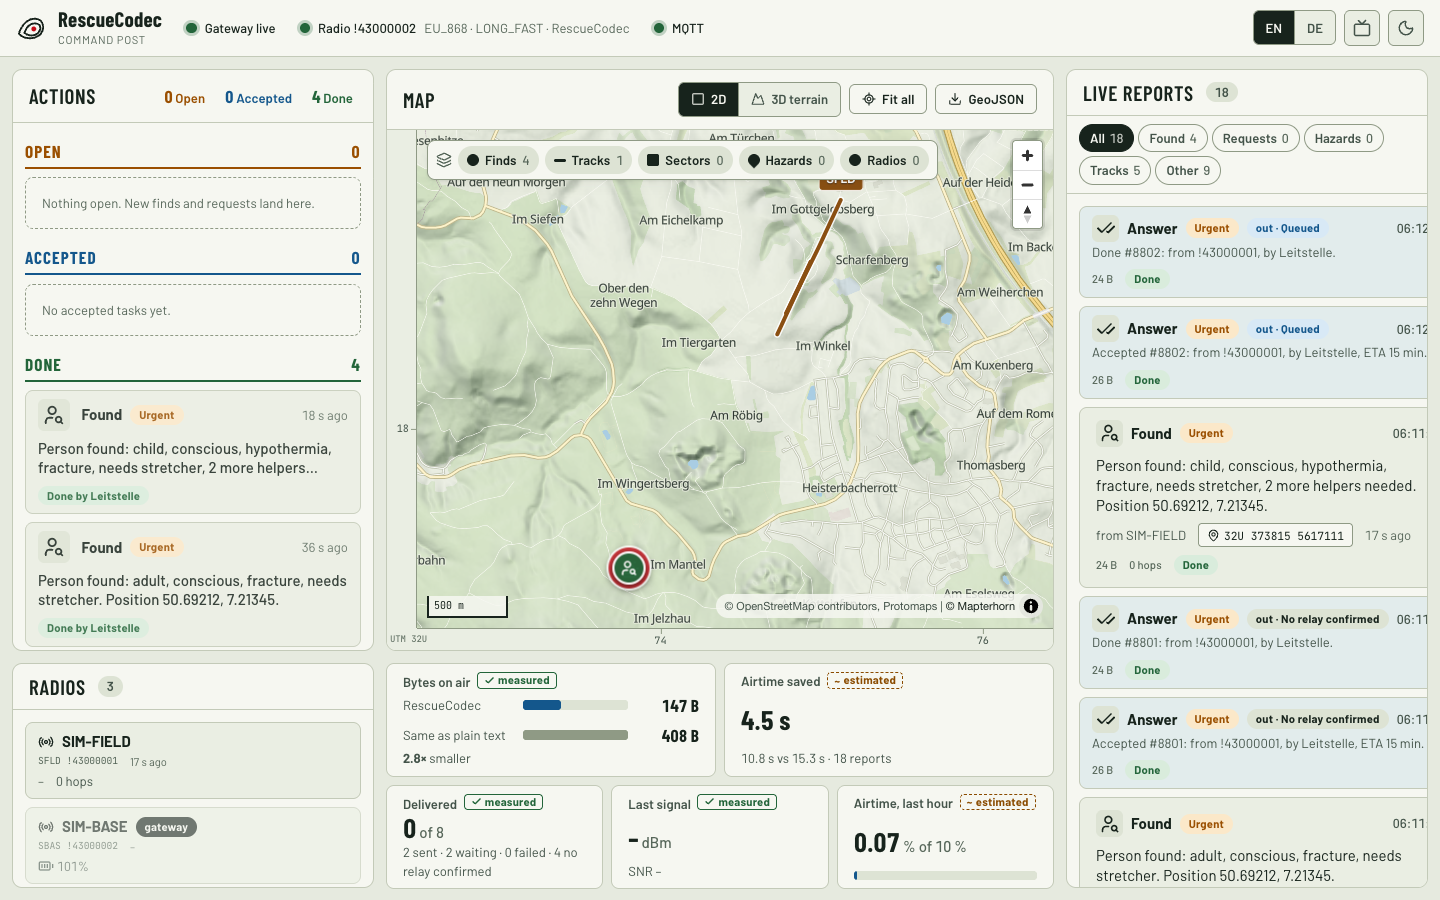 RescueCodec
COMMAND POST
Gateway live
Radio !43000002 EU_868 · LONG_FAST · RescueCodec
MQTT
EN DE
ACTIONS
0 Open 0 Accepted 4 Done
OPEN 0
Nothing open. New finds and requests land here.
ACCEPTED 0
No accepted tasks yet.
DONE 4
Found Urgent 18 s ago
Person found: child, conscious, hypothermia,
fracture, needs stretcher, 2 more helpers...
Done by Leitstelle
Found Urgent 36 s ago
Person found: adult, conscious, fracture, needs
stretcher. Position 50.69212, 7.21345.
Done by Leitstelle
RADIOS 3
SIM-FIELD
SFLD !43000001 17 s ago
– 0 hops
SIM-BASE gateway
SBAS !43000002 –
101%
MAP
2D 3D terrain Fit all GeoJSON
Am Türchen
Finds 4 Tracks 1 Sectors 0 Hazards 0 Radios 0
Auf den neun Morgen
SFLD
Auf der Heide
Im Siefen
Am Eichelkamp
Im Gottgelobsberg
Im Back
Scharfenberg
Ober den
zehn Wegen
Am Weiherchen
Im Tiergarten
Im Winkel
Am Kuxenberg
Am Röbig
Auf dem Rome
18
Thomasberg
Im Wingertsberg
Heisterbacherrott
bahn
Im Mantel
Am Eselsweg
500 m
© OpenStreetMap contributors, Protomaps | © Mapterhorn
Im Jelzhau
UTM 32U 74 76
Bytes on air measured
RescueCodec 147 B
Same as plain text 408 B
2.8× smaller
Airtime saved ~ estimated
4.5 s
10.8 s vs 15.3 s · 18 reports
Delivered measured
0 of 8
2 sent · 2 waiting · 0 failed · 4 no
relay confirmed
Last signal measured
– dBm
SNR –
Airtime, last hour ~ estimated
0.07 % of 10 %
LIVE REPORTS 18
All 18 Found 4 Requests 0 Hazards 0
Tracks 5 Other 9
Answer Urgent out · Queued 06:12
Done #8802: from !43000001, by Leitstelle.
24 B Done
Answer Urgent out · Queued 06:12
Accepted #8802: from !43000001, by Leitstelle, ETA 15 min.
26 B Done
Found Urgent 06:11
Person found: child, conscious, hypothermia,
fracture, needs stretcher, 2 more helpers needed.
Position 50.69212, 7.21345.
from SIM-FIELD 32U 373815 5617111 17 s ago
24 B 0 hops Done
Answer Urgent out · No relay confirmed 06:11
Done #8801: from !43000001, by Leitstelle.
24 B Done
Answer Urgent out · No relay confirmed 06:11
Accepted #8801: from !43000001, by Leitstelle, ETA 15 min.
26 B Done
Found Urgent 06:11
Person found: adult, conscious, fracture, needs
stretcher. Position 50.69212, 7.21345.